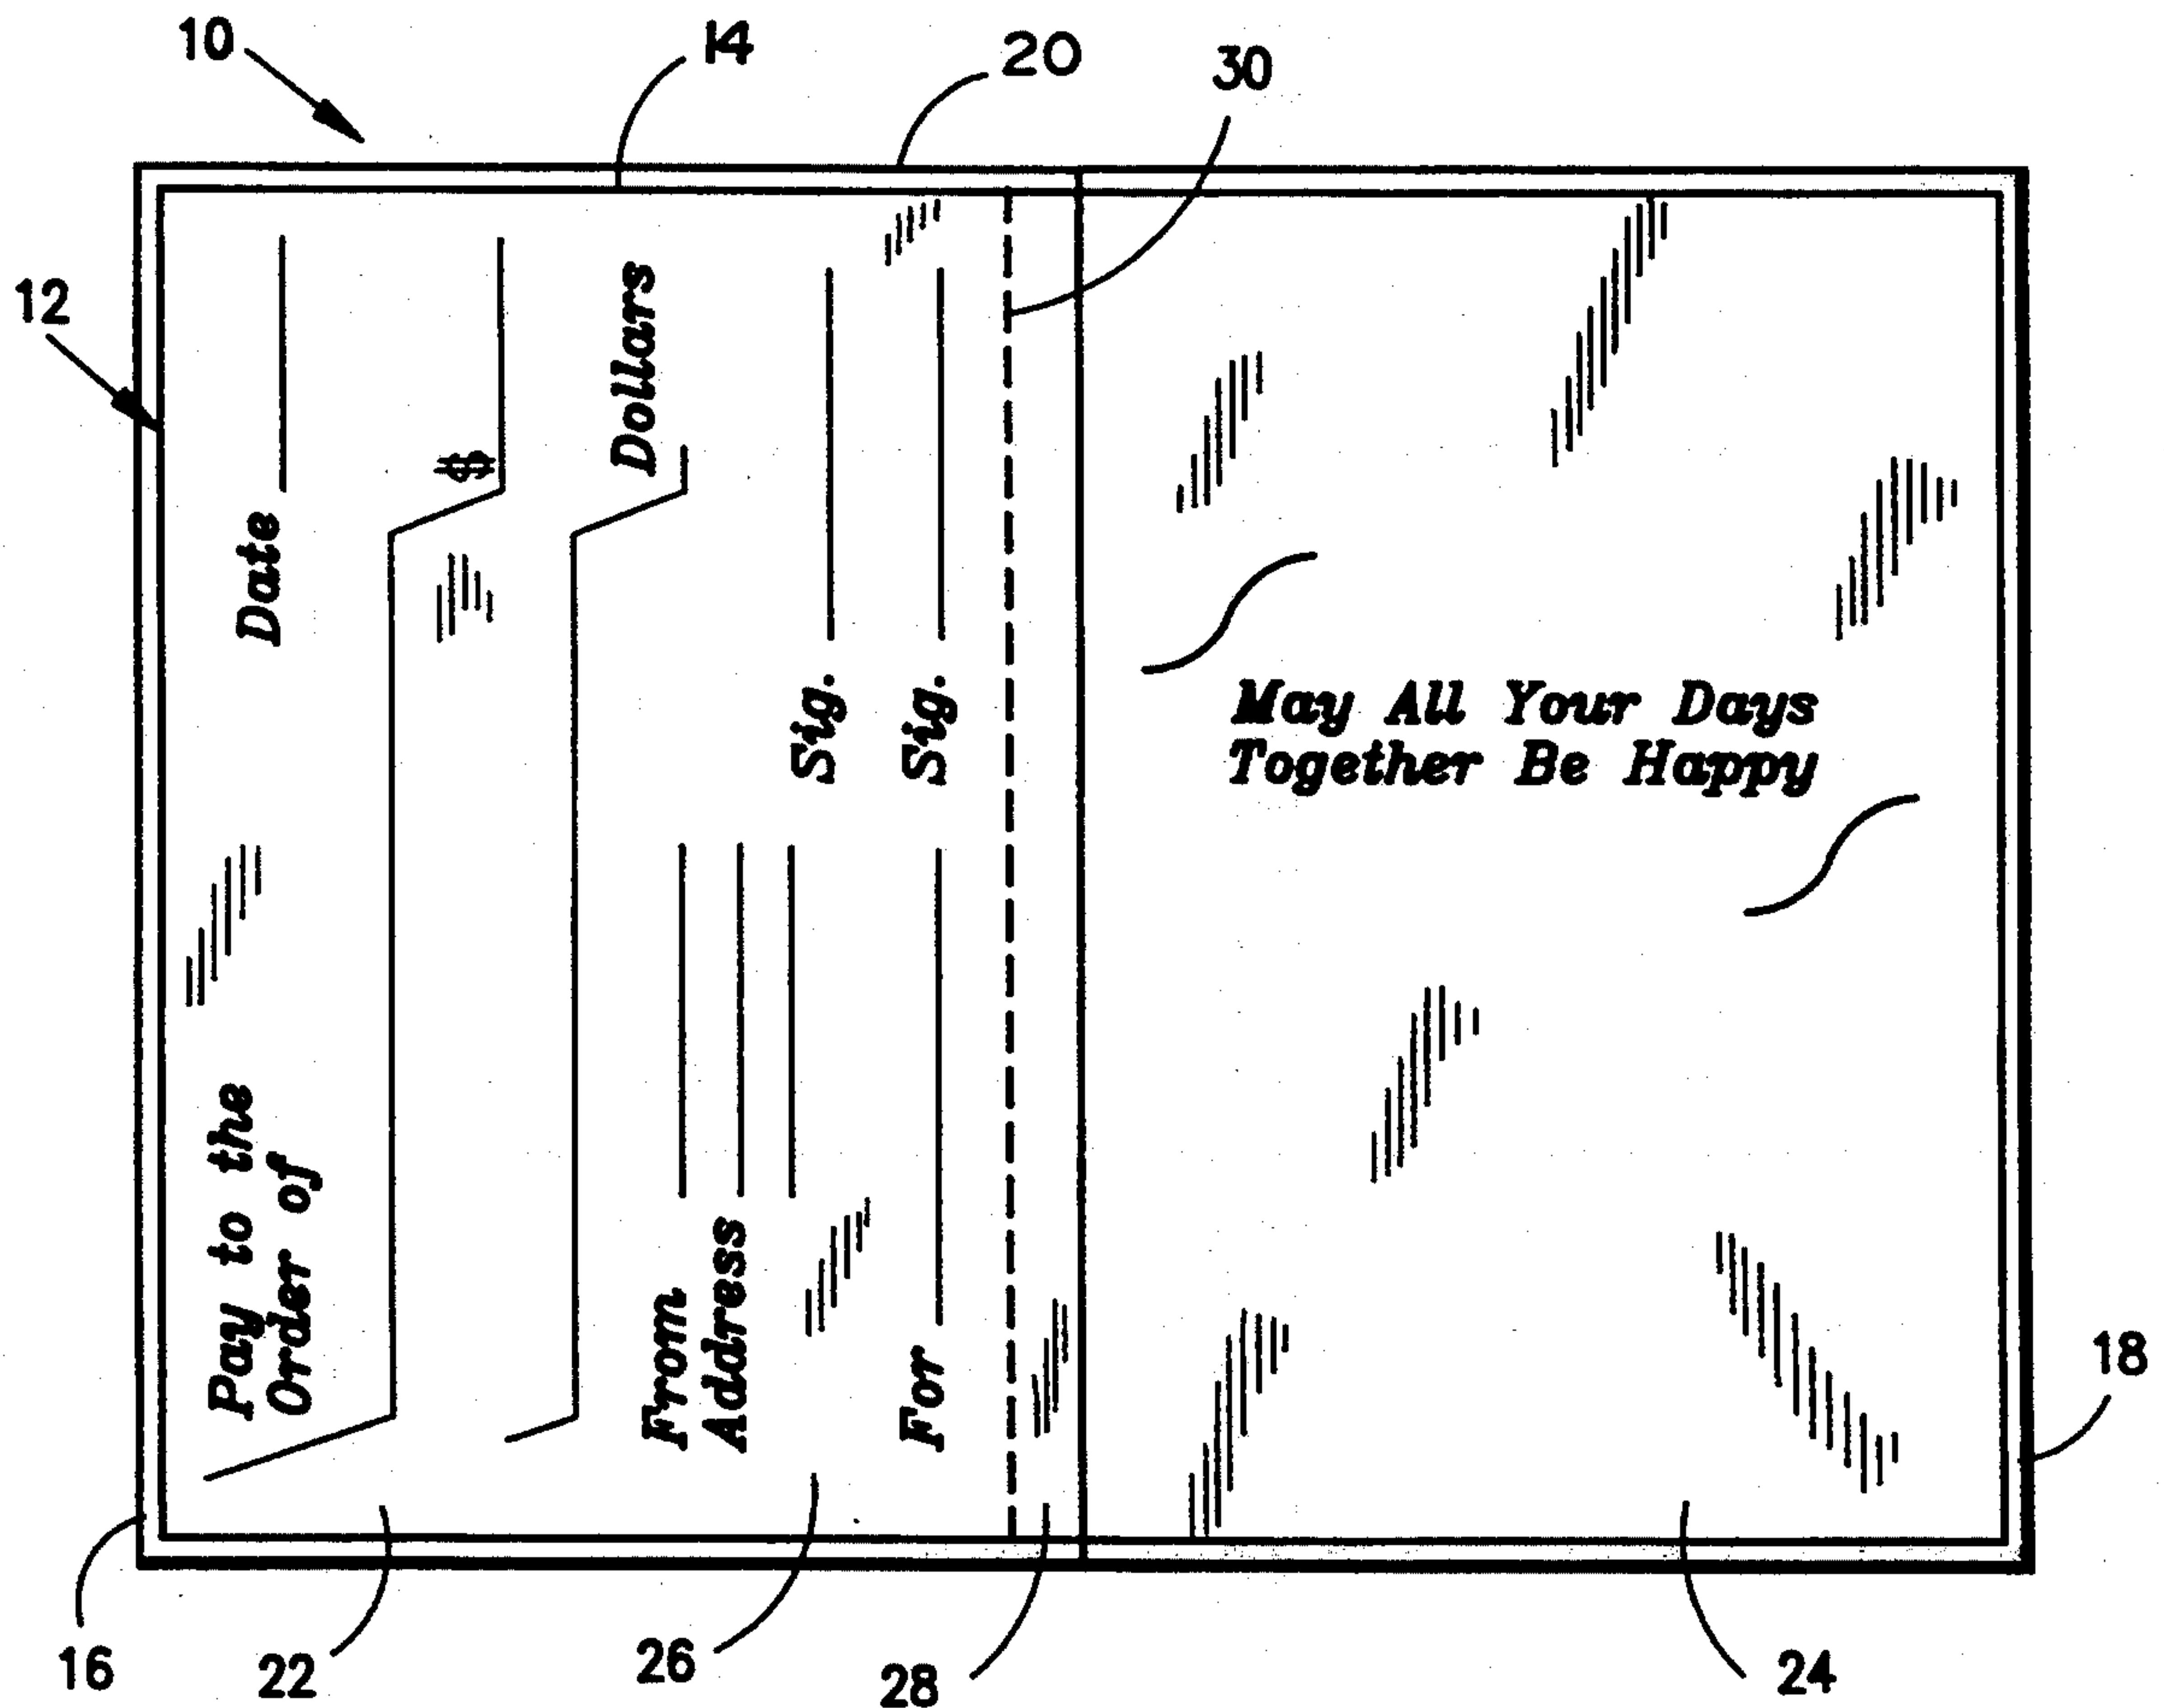 10
14
20
30
12
Date
$
Dollars
Sig.
Sig.
Pay to the
Order of
From
Address
For
May All Your Days
Together Be Happy
18
16
22
26
28
24